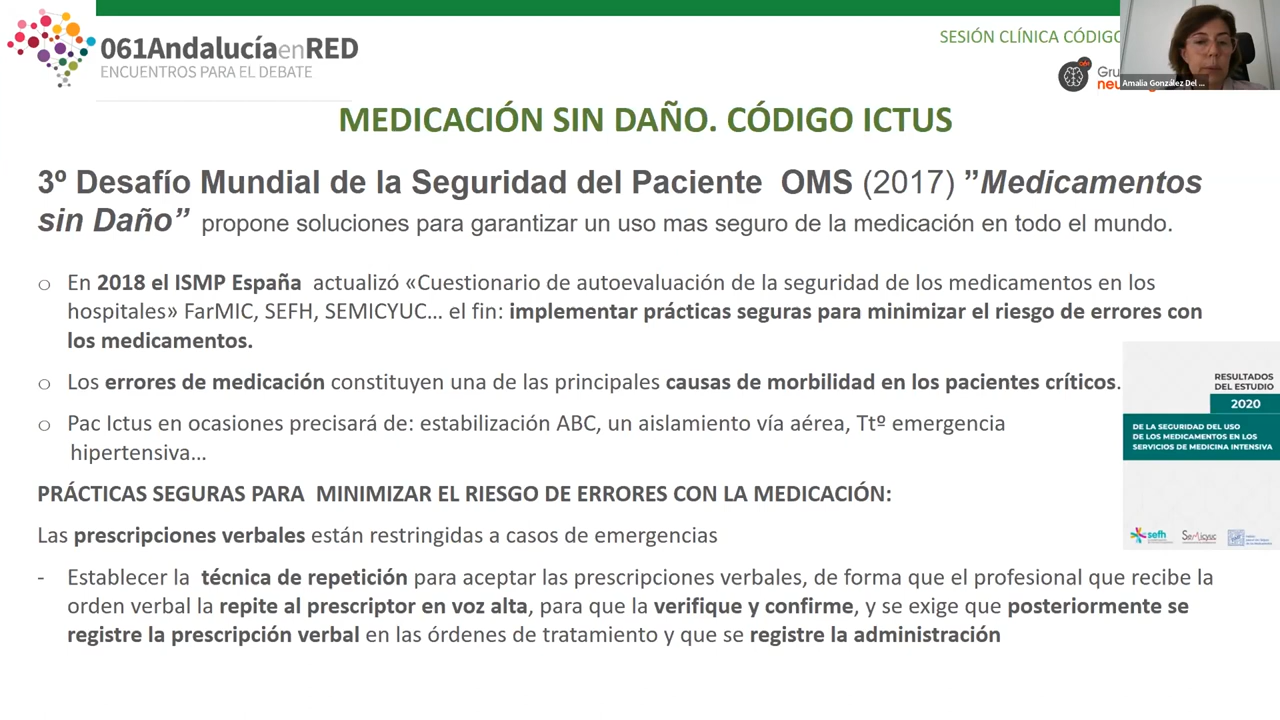 061AndalucíaenRED
ENCUENTROS PARA EL DEBATE
SESIÓN CLÍNICA CÓDIGO
Amalia González Del ...
MEDICACIÓN SIN DAÑO. CÓDIGO ICTUS
3º Desafío Mundial de la Seguridad del Paciente OMS (2017) ”Medicamentos
sin Daño” propone soluciones para garantizar un uso mas seguro de la medicación en todo el mundo.
o En 2018 el ISMP España actualizó «Cuestionario de autoevaluación de la seguridad de los medicamentos en los
hospitales» FarMIC, SEFH, SEMICYUC… el fin: implementar prácticas seguras para minimizar el riesgo de errores con
los medicamentos.
o Los errores de medicación constituyen una de las principales causas de morbilidad en los pacientes críticos.
o Pac Ictus en ocasiones precisará de: estabilización ABC, un aislamiento vía aérea, Ttº emergencia
hipertensiva…
RESULTADOS
DEL ESTUDIO
2020
DE LA SEGURIDAD DEL USO
DE LOS MEDICAMENTOS EN LOS
SERVICIOS DE MEDICINA INTENSIVA
sefh
Semicyuc
PRÁCTICAS SEGURAS PARA MINIMIZAR EL RIESGO DE ERRORES CON LA MEDICACIÓN:
Las prescripciones verbales están restringidas a casos de emergencias
- Establecer la técnica de repetición para aceptar las prescripciones verbales, de forma que el profesional que recibe la
orden verbal la repite al prescriptor en voz alta, para que la verifique y confirme, y se exige que posteriormente se
registre la prescripción verbal en las órdenes de tratamiento y que se registre la administración